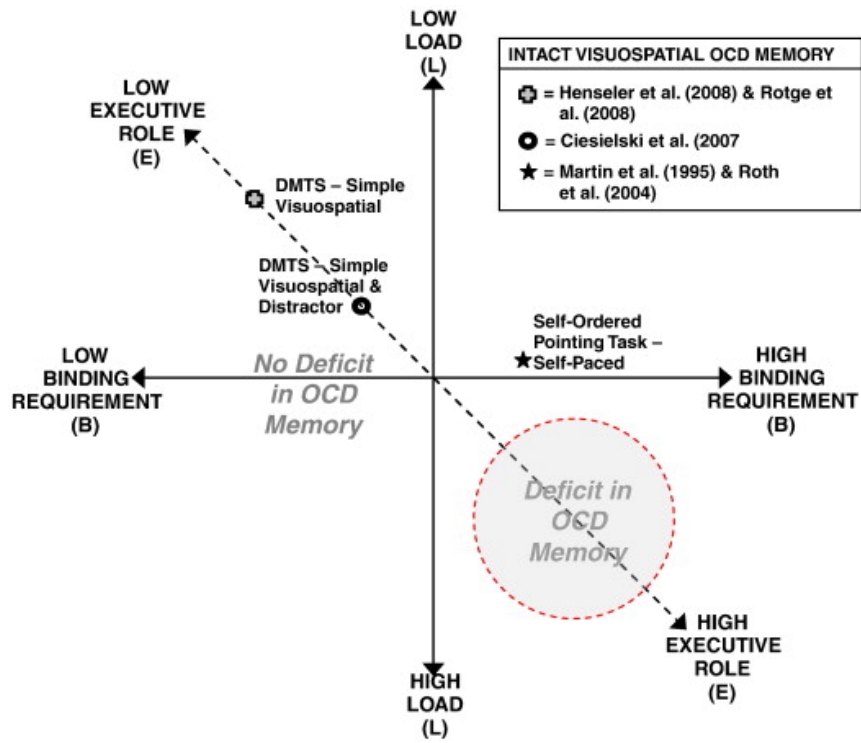 LOW
LOAD
(L)
INTACT VISUOSPATIAL OCD MEMORY
= Henseler et al. (2008) & Rotge et
al. (2008)
= Ciesielski et al. (2007
= Martin et al. (1995) & Roth
et al. (2004)
LOW
EXECUTIVE
ROLE
(E)
DMTS – Simple
Visuospatial
DMTS – Simple
Visuospatial &
Distractor
Self-Ordered
Pointing Task –
Self-Paced
LOW
BINDING
REQUIREMENT
(B)
No Deficit
in OCD
Memory
HIGH
BINDING
REQUIREMENT
(B)
Deficit in
OCD
Memory
HIGH
EXECUTIVE
ROLE
(E)
HIGH
LOAD
(L)